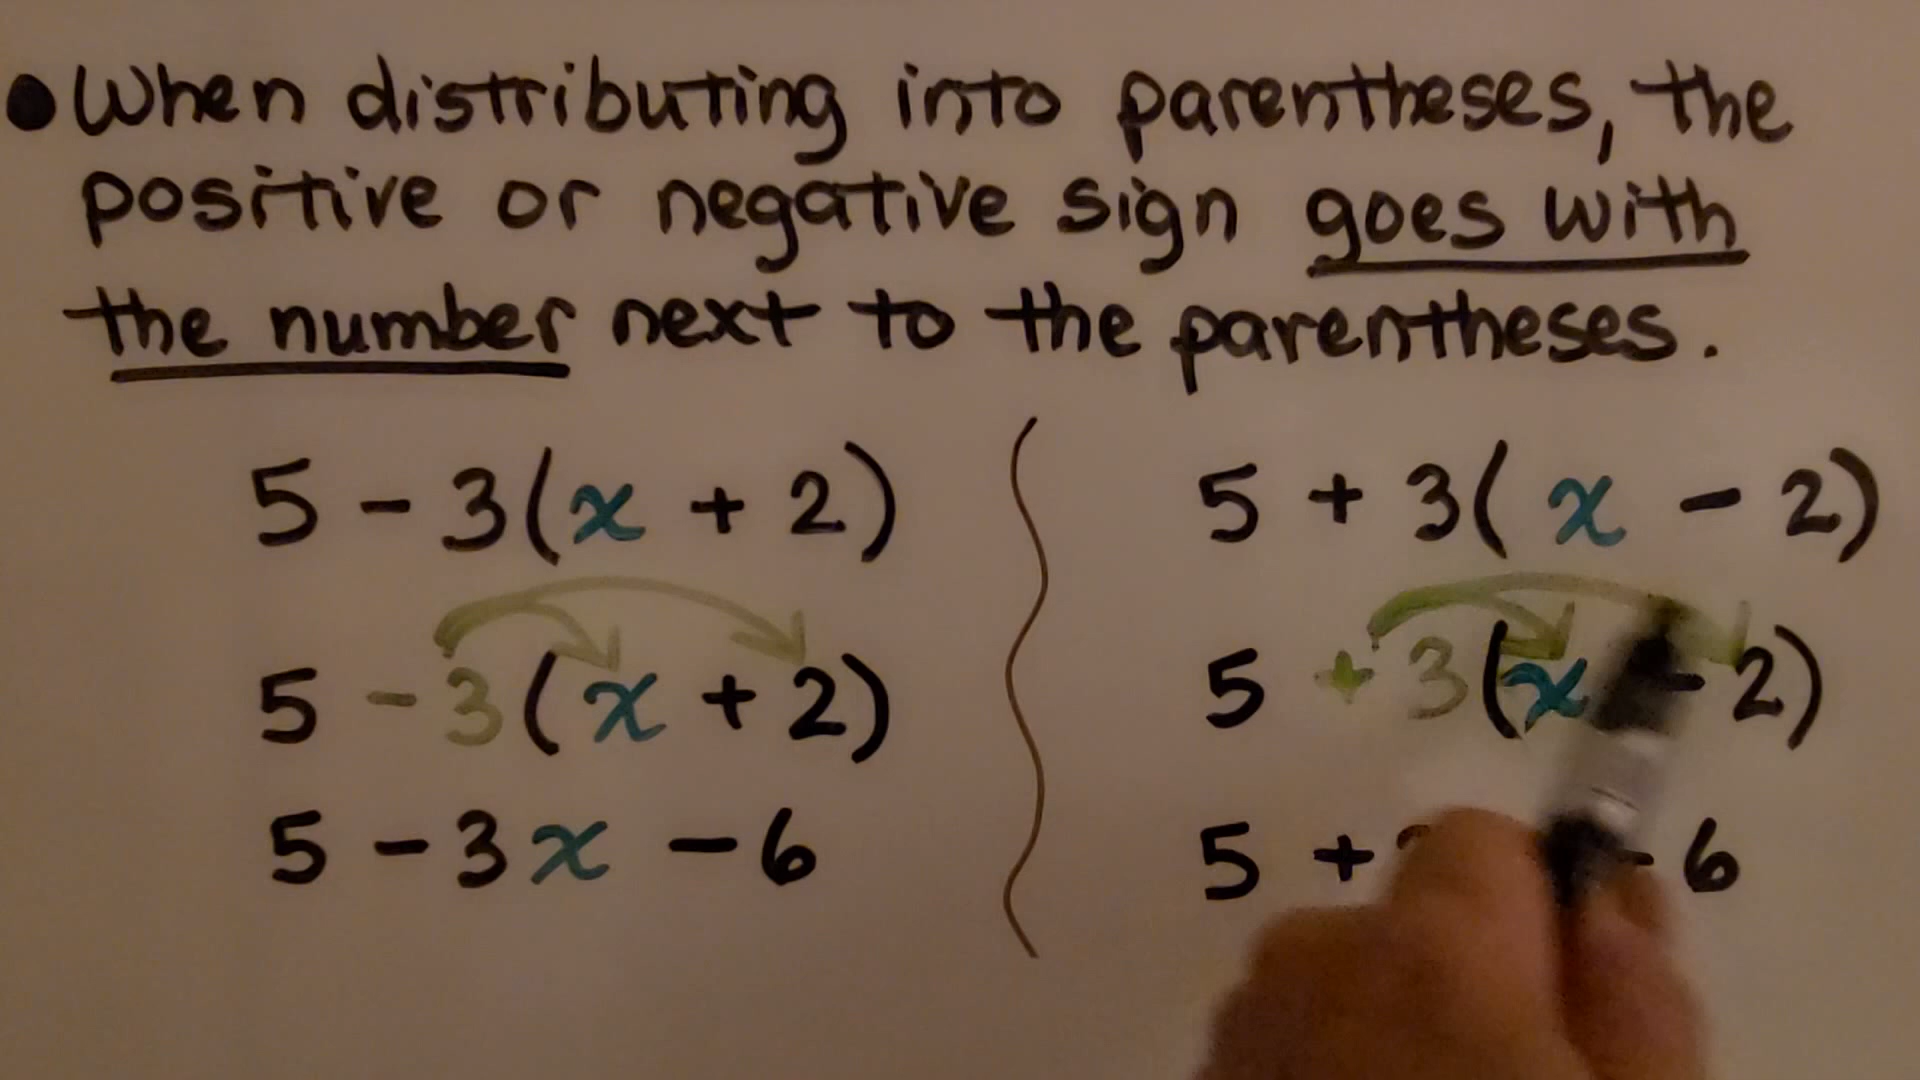 • When distributing into parentheses, the
positive or negative sign goes with
the number next to the parentheses.
5 - 3(x + 2)
5 - 3(x + 2)
5 - 3x - 6
5 + 3(x - 2)
5 + 3(x - 2)
5 + - 6